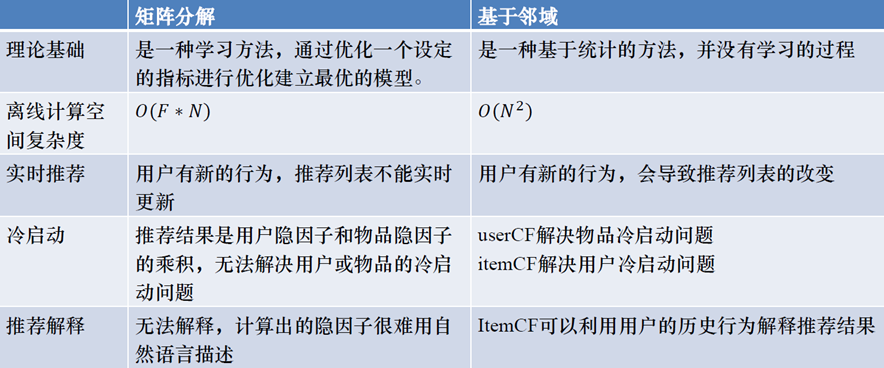 矩阵分解 基于邻域
理论基础 是一种学习方法，通过优化一个设定 是一种基于统计的方法，并没有学习的过程
的指标进行优化建立最优的模型。
离线计算空 O(F * N) O(N²)
间复杂度
实时推荐 用户有新的行为，推荐列表不能实时 用户有新的行为，会导致推荐列表的改变
更新
冷启动 推荐结果是用户隐因子和物品隐因子 userCF解决物品冷启动问题
的乘积，无法解决用户或物品的冷启 itemCF解决用户冷启动问题
动问题
推荐解释 无法解释，计算出的隐因子很难用自 ItemCF可以利用用户的历史行为解释推荐结果
然语言描述